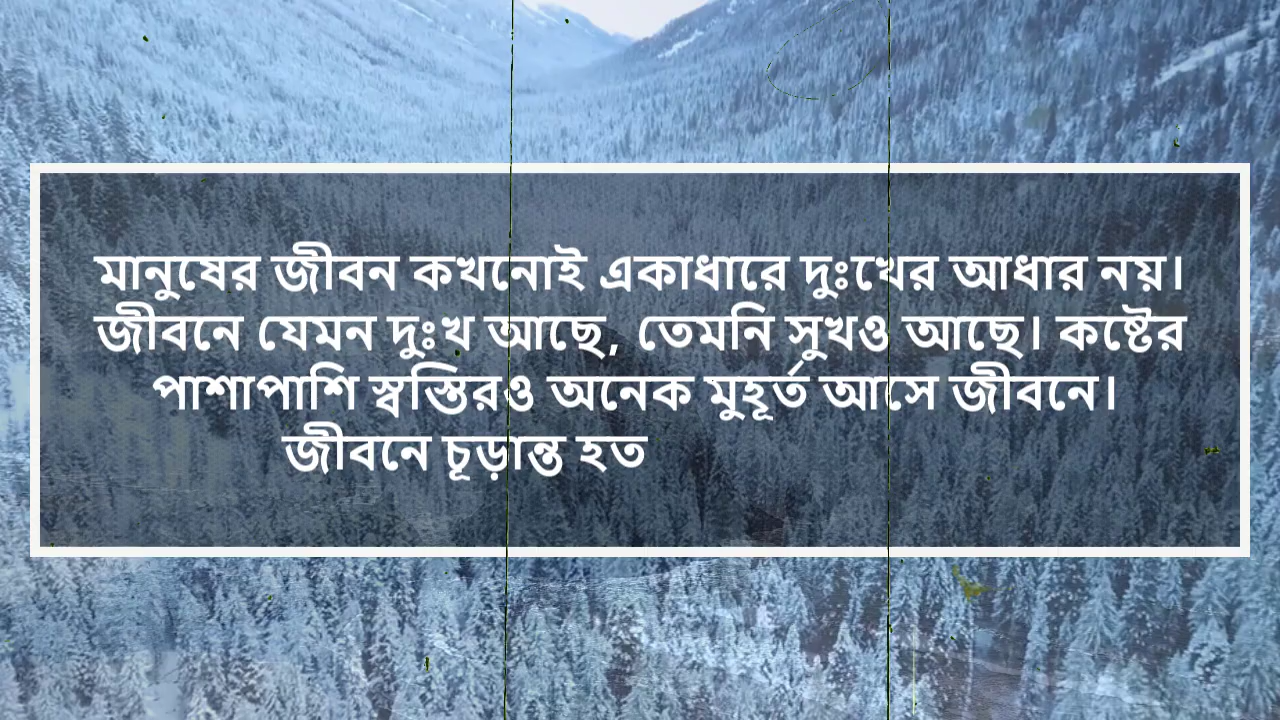 মানুষের জীবন কখনোই একাধারে দুঃখের আধার নয়।
জীবনে যেমন দুঃখ আছে, তেমনি সুখও আছে। কষ্টের
পাশাপাশি স্বস্তিরও অনেক মুহূর্ত আসে জীবনে।
জীবনে চূড়ান্ত হত